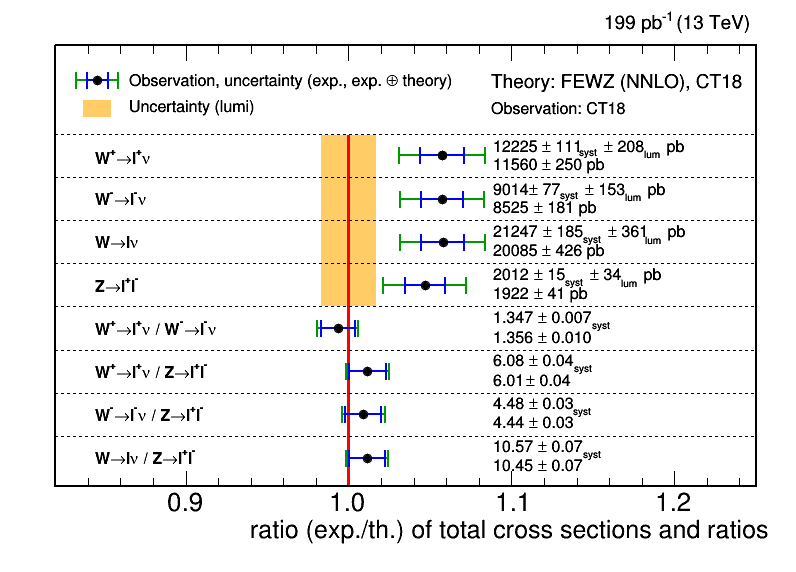 199 pb⁻¹ (13 TeV)
Observation, uncertainty (exp., exp. ⊕ theory) Theory: FEWZ (NNLO), CT18
Uncertainty (lumi) Observation: CT18
W⁺→l⁺ν 12225 ± 111syst ± 208lum pb
11560 ± 250 pb
W⁻→l⁻ν 9014± 77syst ± 153lum pb
8525 ± 181 pb
W→lν 21247 ± 185syst ± 361lum pb
20085 ± 426 pb
Z→l⁺l⁻ 2012 ± 15syst ± 34lum pb
1922 ± 41 pb
W⁺→l⁺ν / W⁻→l⁻ν 1.347 ± 0.007syst
1.356 ± 0.010
W⁺→l⁺ν / Z→l⁺l⁻ 6.08 ± 0.04syst
6.01± 0.04
W⁻→l⁻ν / Z→l⁺l⁻ 4.48 ± 0.03syst
4.44 ± 0.03
W→lν / Z→l⁺l⁻ 10.57 ± 0.07syst
10.45 ± 0.07
0.9 1.0 1.1 1.2
ratio (exp./th.) of total cross sections and ratios